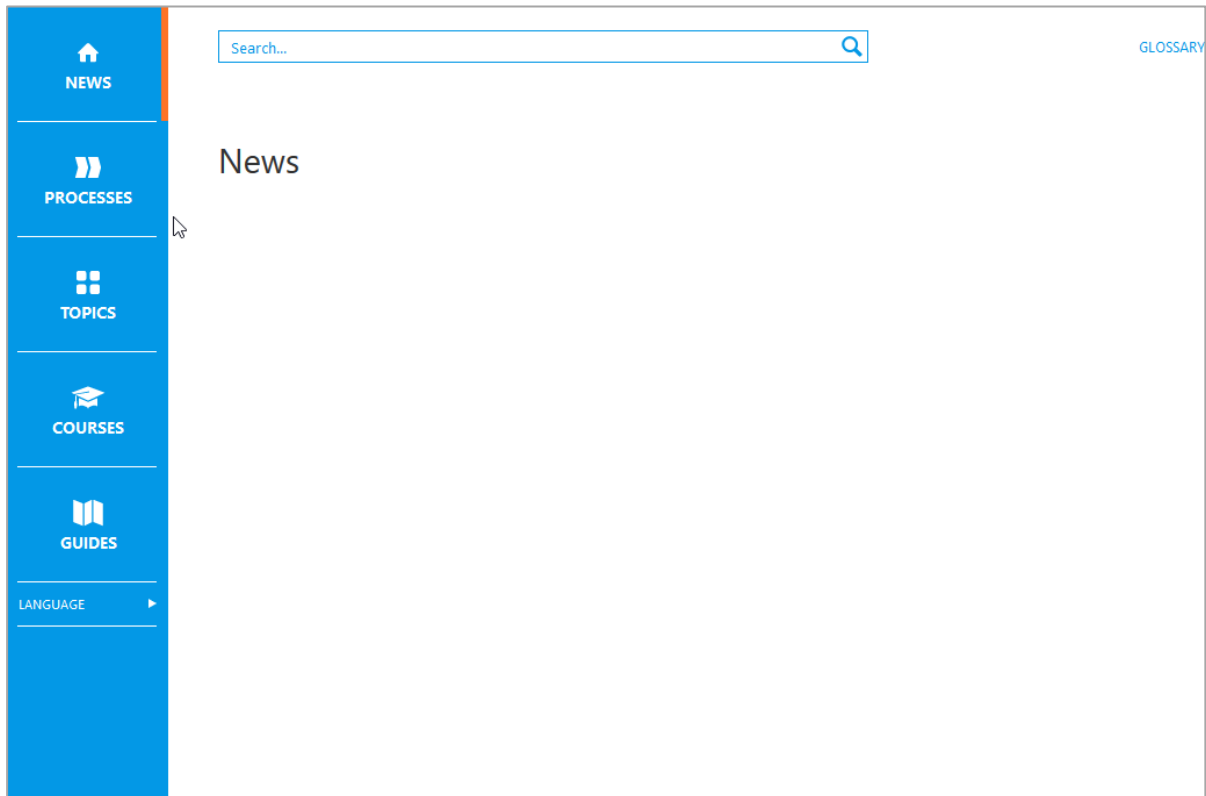 NEWS
PROCESSES
TOPICS
COURSES
GUIDES
LANGUAGE
Search...
GLOSSARY
News